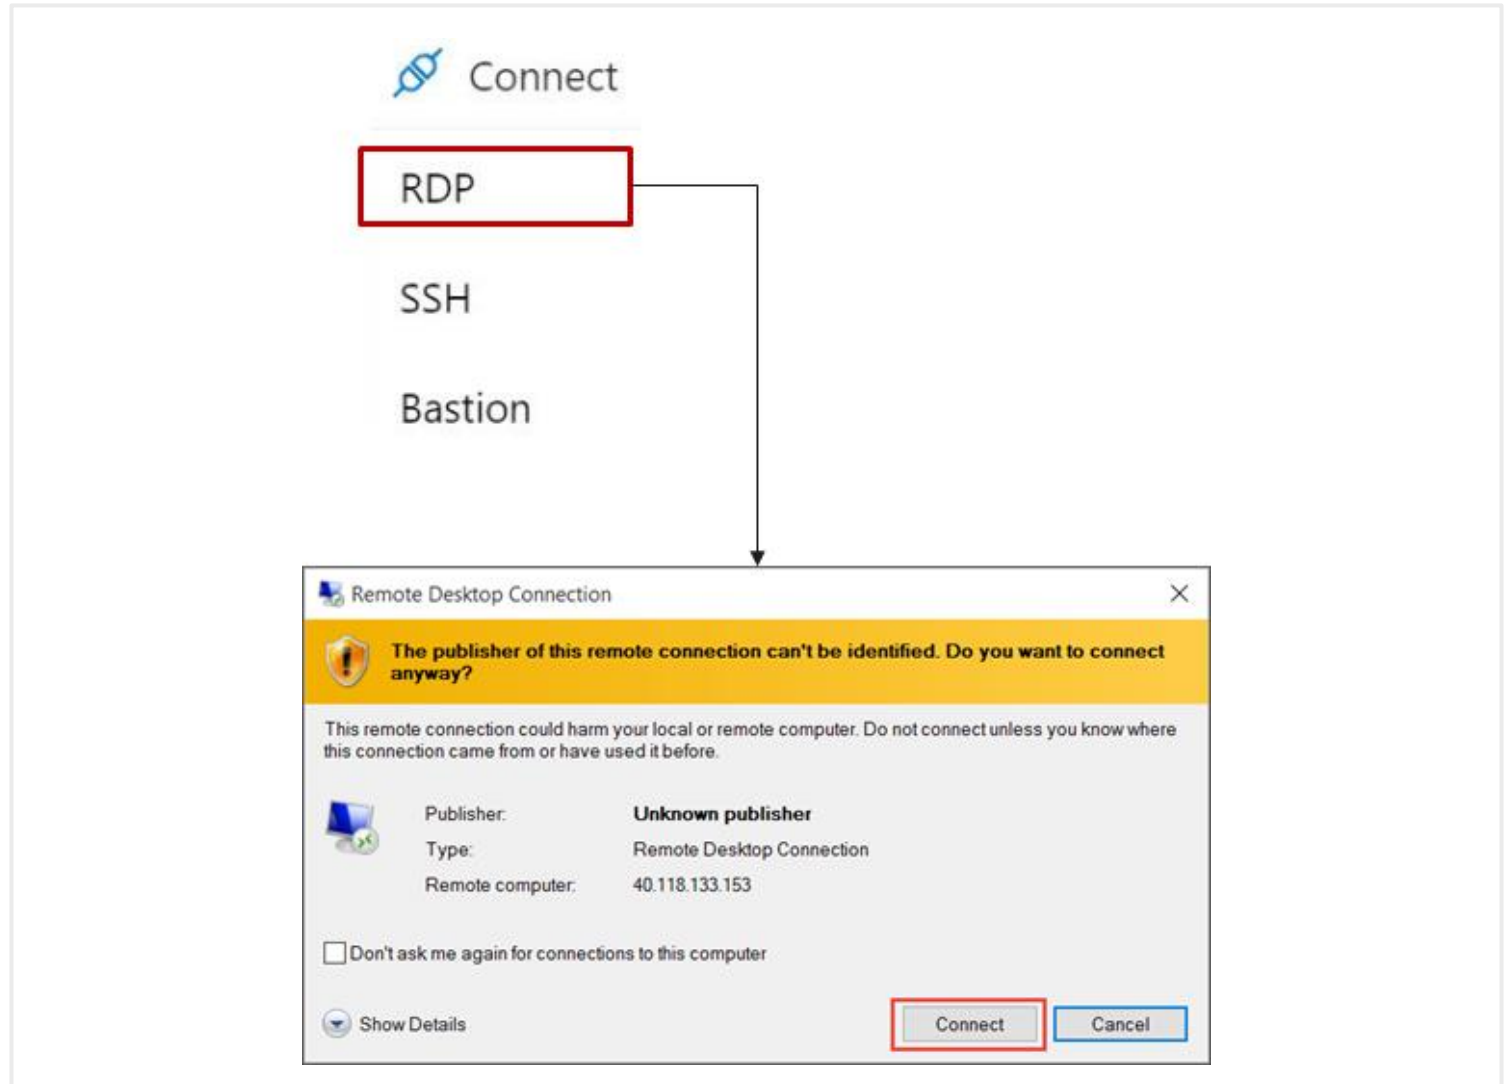 Connect
RDP
SSH
Bastion
Remote Desktop Connection
The publisher of this remote connection can't be identified. Do you want to connect
anyway?
This remote connection could harm your local or remote computer. Do not connect unless you know where
this connection came from or have used it before.
Publisher: Unknown publisher
Type: Remote Desktop Connection
Remote computer: 40.118.133.153
Don't ask me again for connections to this computer
Show Details Connect Cancel